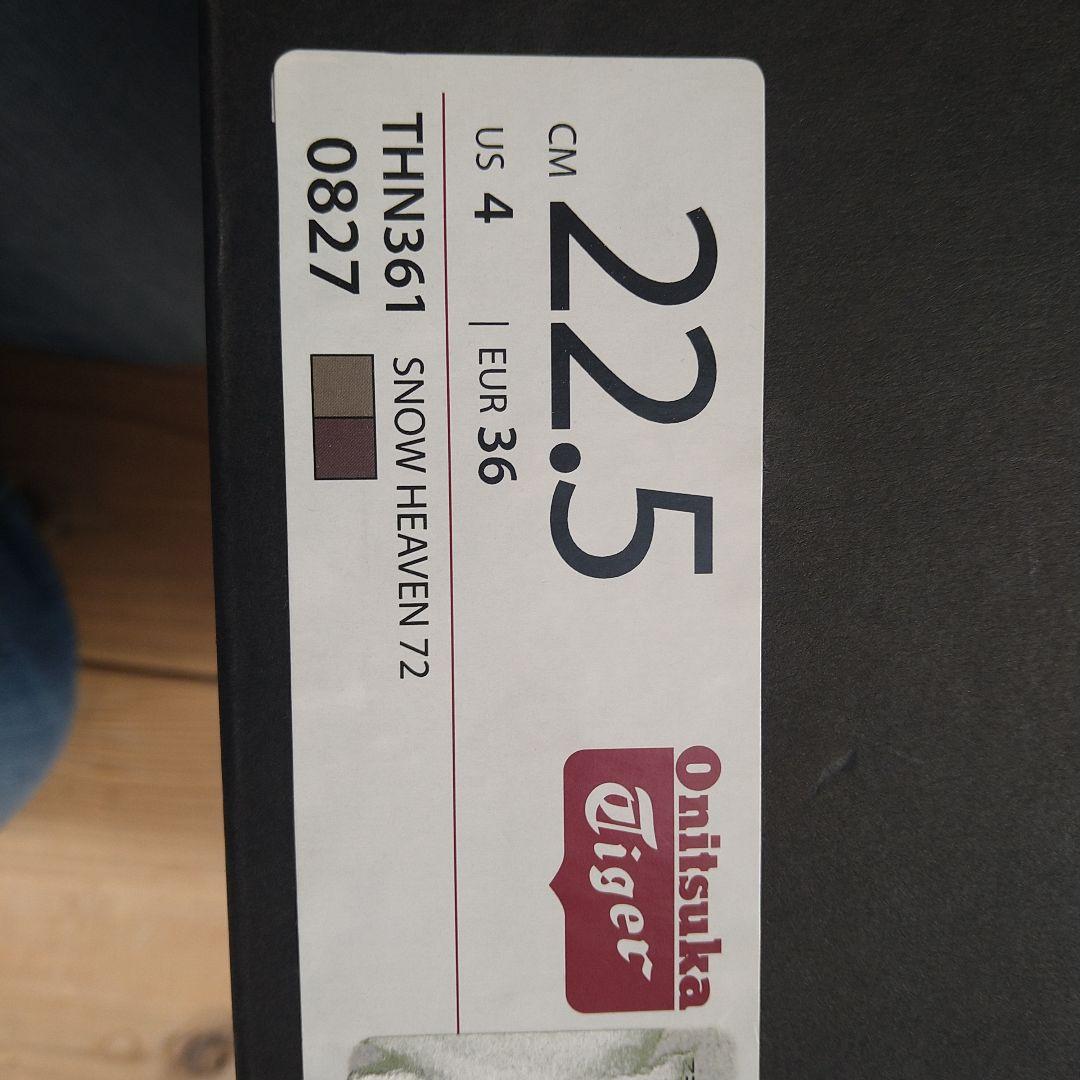 CM 22.5
US 4 | EUR 36
THN361 SNOW HEAVEN 72
0827
Onitsuka
Tiger